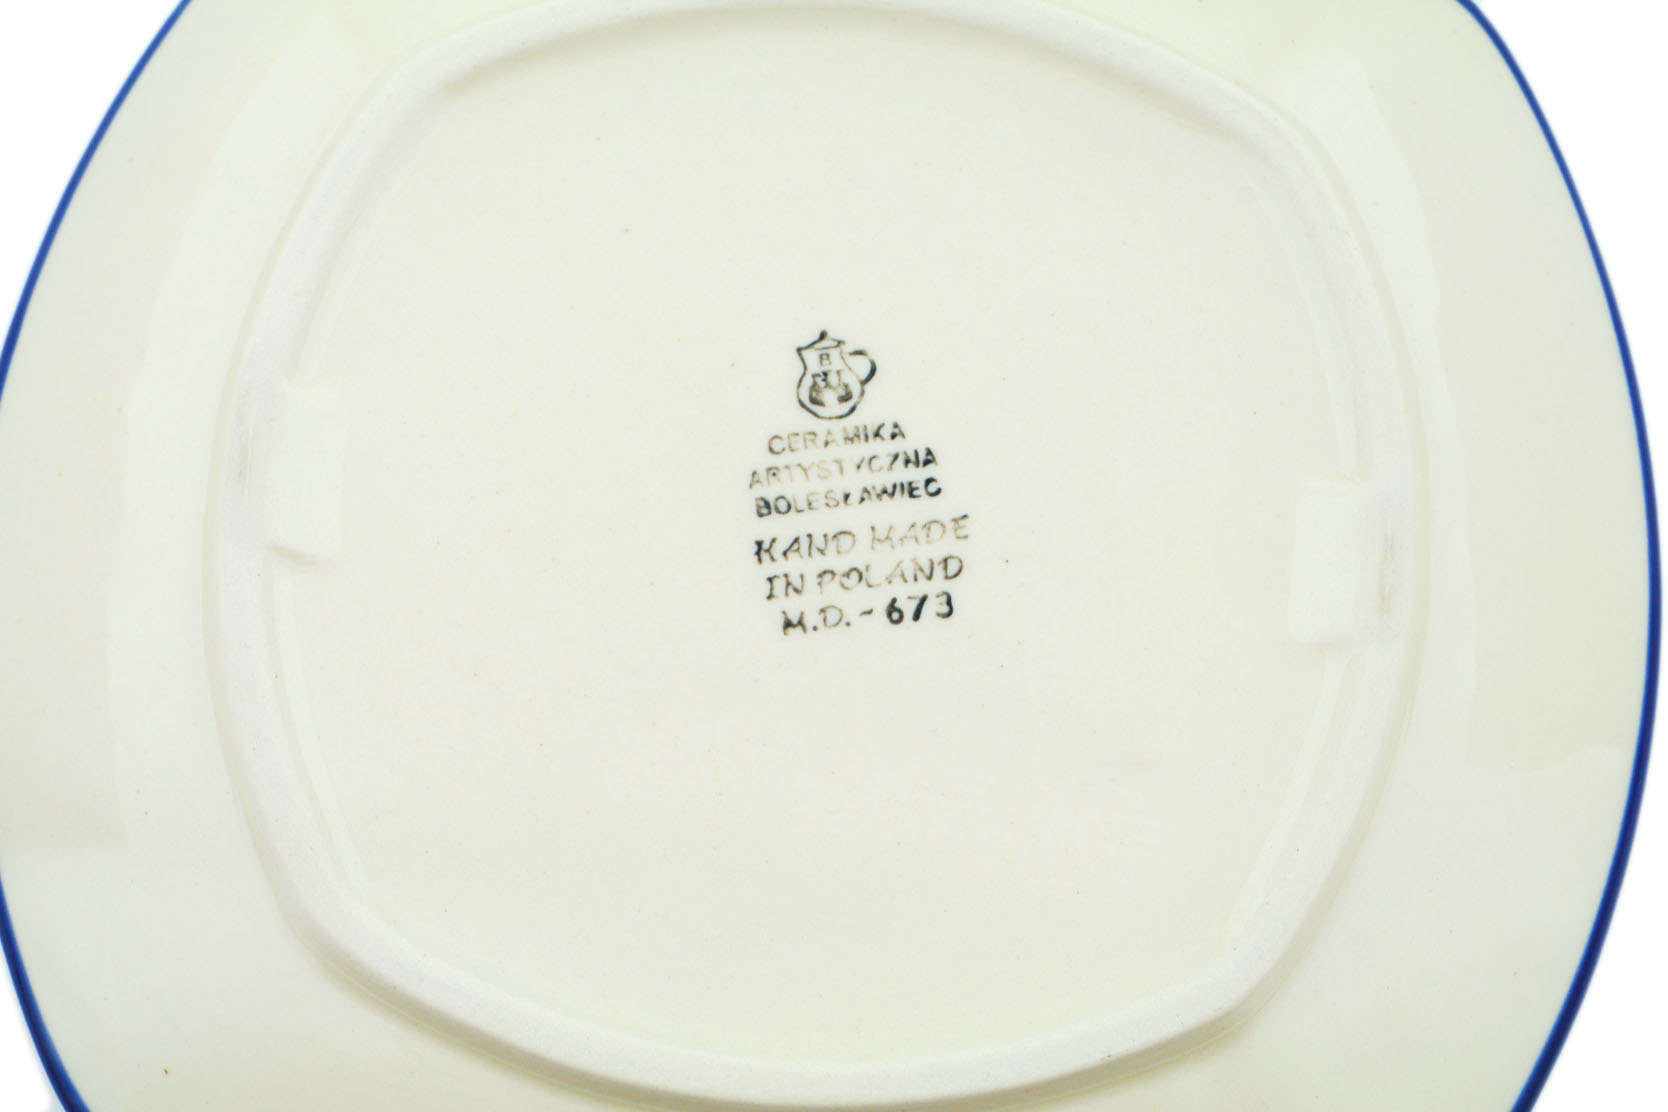 B
CERAMIKA
ARTYSTYCZNA
BOLESŁAWIEC
HAND MADE
IN POLAND
M.D.-673